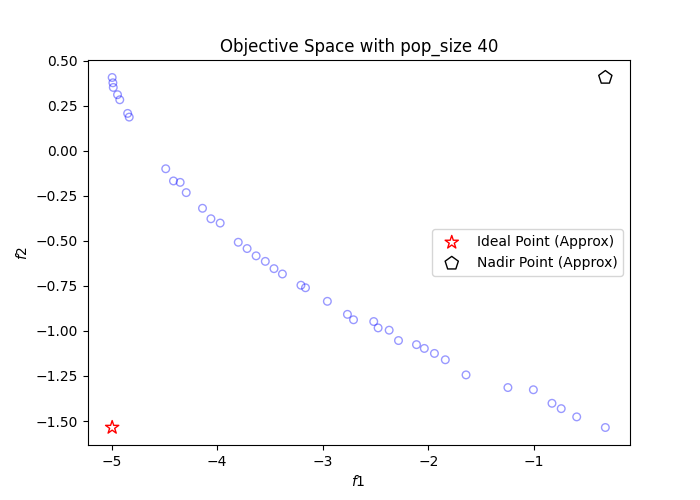 Objective Space with pop_size 40
0.50
0.25
0.00
−0.25
−0.50
−0.75
−1.00
−1.25
−1.50
f2
Ideal Point (Approx)
Nadir Point (Approx)
−5
−4
−3
−2
−1
f1